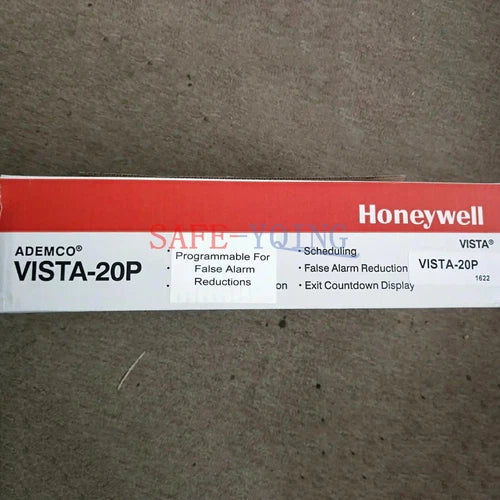 Honeywell
SAFE-YQING
ADEMCO®
VISTA-20P
Programmable For
False Alarm
Reductions
• Scheduling
• False Alarm Reduction
• Exit Countdown Display
VISTA®
VISTA-20P
1622